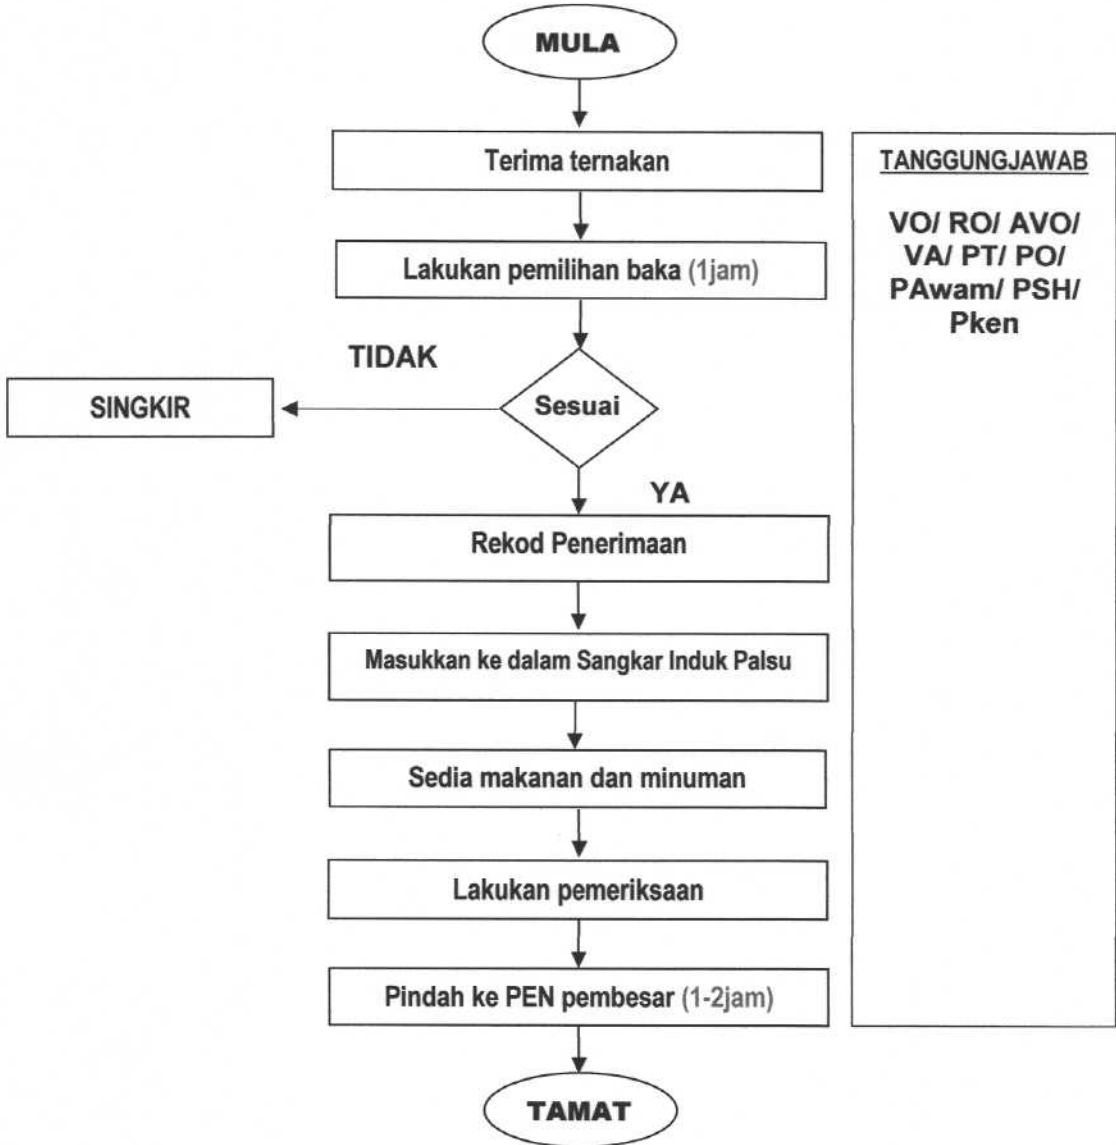 MULA
Terima ternakan
Lakukan pemilihan baka (1jam)
TIDAK
SINGKIR
Sesuai
YA
Rekod Penerimaan
Masukkan ke dalam Sangkar Induk Palsu
Sedia makanan dan minuman
Lakukan pemeriksaan
Pindah ke PEN pembesar (1-2jam)
TAMAT
TANGGUNGJAWAB
VO/ RO/ AVO/
VA/ PT/ PO/
PAwam/ PSH/
Pken